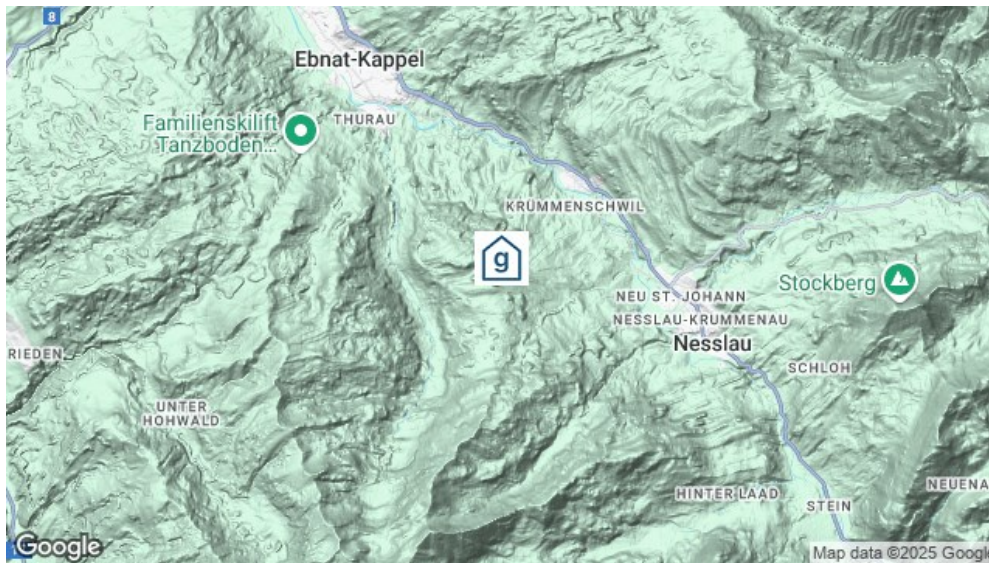 8
Ebnat-Kappel
Familienskilift
Tanzboden...
THURAU
KRUMMENSCHWIL
g
Stockberg
NEU ST. JOHANN
NESSLAU-KRUMMENAU
Nesslau
RIEDEN
SCHLOH
UNTER
HOHWALD
NEUENA
HINTER LAAD
STEIN
Google
Map data ©2025 Google